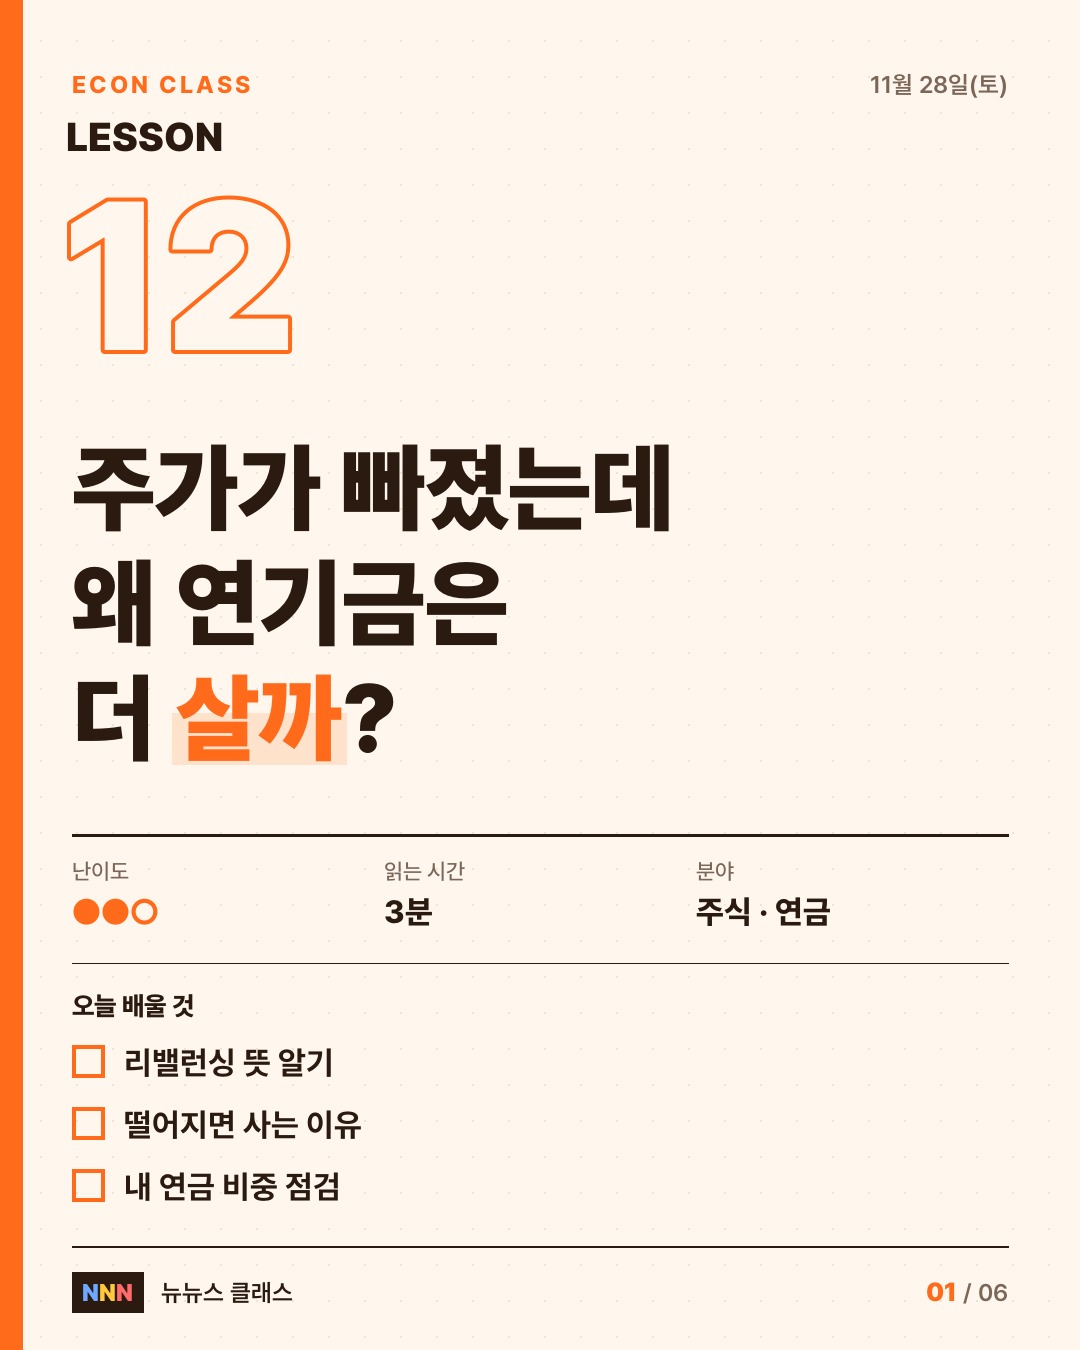 ECON CLASS
11월 28일(토)
LESSON
12
주가가 빠졌는데
왜 연기금은
더 살까?
난이도
읽는 시간
분야
3분
주식 · 연금
오늘 배울 것
리밸런싱 뜻 알기
떨어지면 사는 이유
내 연금 비중 점검
NNN 뉴뉴스 클래스
01 / 06